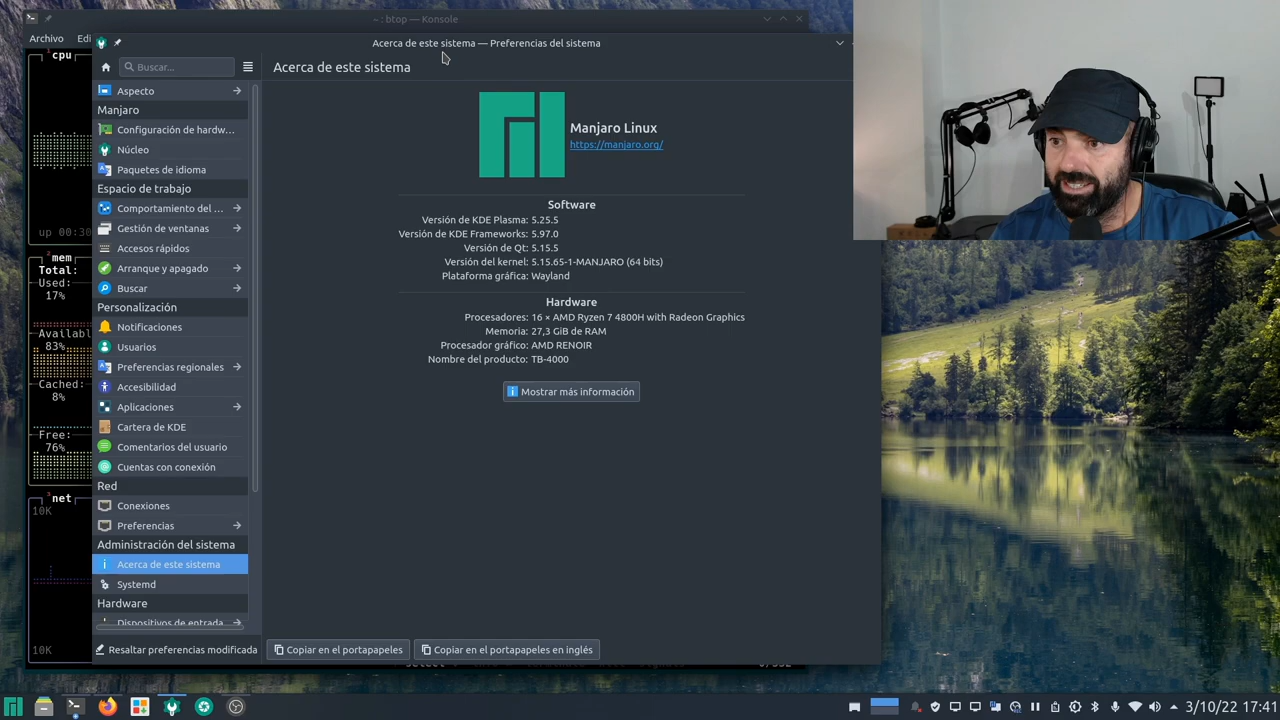 ~ : btop — Konsole
Archivo Edi
Acerca de este sistema — Preferencias del sistema
Buscar...
Acerca de este sistema
Aspecto
Manjaro
Configuración de hardw...
Núcleo
Paquetes de idioma
Espacio de trabajo
Comportamiento del ...
Gestión de ventanas
Accesos rápidos
Arranque y apagado
Buscar
Personalización
Notificaciones
Usuarios
Preferencias regionales
Accesibilidad
Aplicaciones
Cartera de KDE
Comentarios del usuario
Cuentas con conexión
Red
Conexiones
Preferencias
Administración del sistema
Acerca de este sistema
Systemd
Hardware
Dispositivos de entrada
Resaltar preferencias modificada
Manjaro Linux
https://manjaro.org/
Software
Versión de KDE Plasma: 5.25.5
Versión de KDE Frameworks: 5.97.0
Versión de Qt: 5.15.5
Versión del kernel: 5.15.65-1-MANJARO (64 bits)
Plataforma gráfica: Wayland
Hardware
Procesadores: 16 × AMD Ryzen 7 4800H with Radeon Graphics
Memoria: 27,3 GiB de RAM
Procesador gráfico: AMD RENOIR
Nombre del producto: TB-4000
Mostrar más información
Copiar en el portapapeles
Copiar en el portapapeles en inglés
cpu
up 00:30
mem
Total:
Used:
17%
Availabl
83%
Cached:
8%
Free:
76%
net
10K
10K
3/10/22 17:41